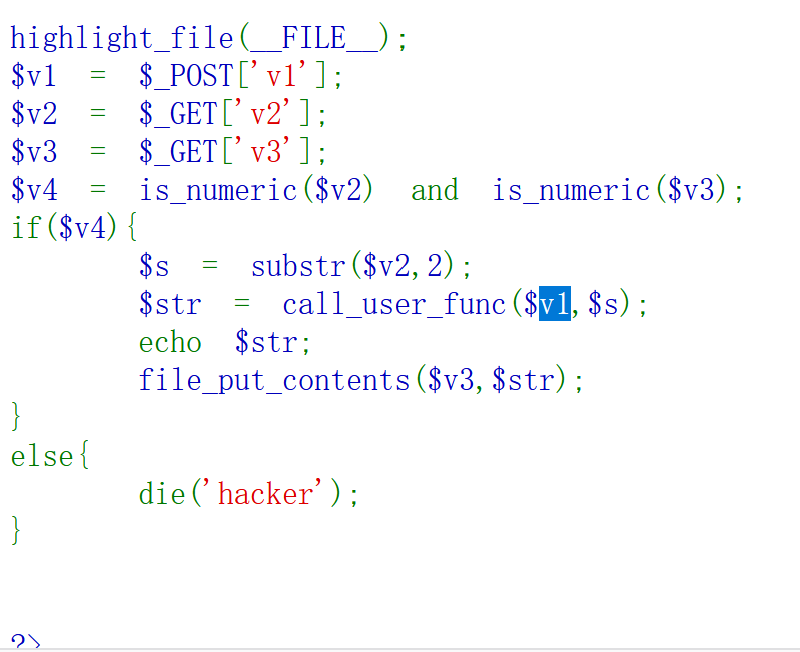 highlight_file(__FILE__);
$v1 = $_POST['v1'];
$v2 = $_GET['v2'];
$v3 = $_GET['v3'];
$v4 = is_numeric($v2) and is_numeric($v3);
if($v4){
$s = substr($v2,2);
$str = call_user_func($v1,$s);
echo $str;
file_put_contents($v3,$str);
}
else{
die('hacker');
}
?>